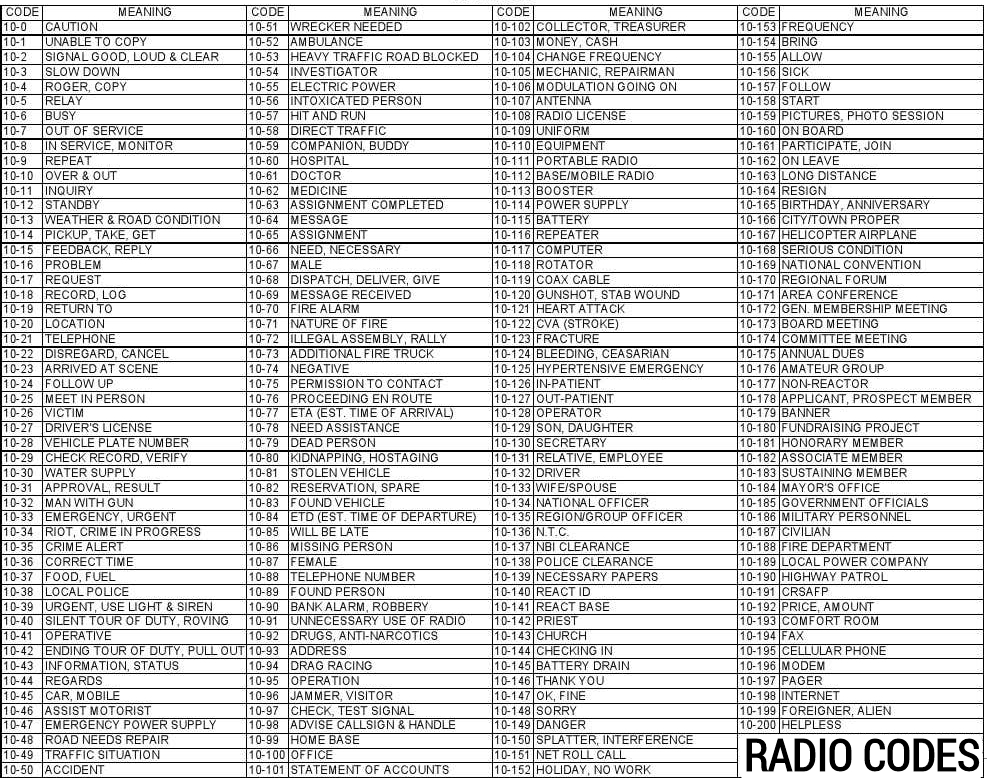 CODE MEANING
10-0 CAUTION
10-1 UNABLE TO COPY
10-2 SIGNAL GOOD, LOUD & CLEAR
10-3 SLOW DOWN
10-4 ROGER, COPY
10-5 RELAY
10-6 BUSY
10-7 OUT OF SERVICE
10-8 IN SERVICE, MONITOR
10-9 REPEAT
10-10 OVER & OUT
10-11 INQUIRY
10-12 STANDBY
10-13 WEATHER & ROAD CONDITION
10-14 PICKUP, TAKE, GET
10-15 FEEDBACK, REPLY
10-16 PROBLEM
10-17 REQUEST
10-18 RECORD, LOG
10-19 RETURN TO
10-20 LOCATION
10-21 TELEPHONE
10-22 DISREGARD, CANCEL
10-23 ARRIVED AT SCENE
10-24 FOLLOW UP
10-25 MEET IN PERSON
10-26 VICTIM
10-27 DRIVER'S LICENSE
10-28 VEHICLE PLATE NUMBER
10-29 CHECK RECORD, VERIFY
10-30 WATER SUPPLY
10-31 APPROVAL, RESULT
10-32 MAN WITH GUN
10-33 EMERGENCY, URGENT
10-34 RIOT, CRIME IN PROGRESS
10-35 CRIME ALERT
10-36 CORRECT TIME
10-37 FOOD, FUEL
10-38 LOCAL POLICE
10-39 URGENT, USE LIGHT & SIREN
10-40 SILENT TOUR OF DUTY, ROVING
10-41 OPERATIVE
10-42 ENDING TOUR OF DUTY, PULL OUT
10-43 INFORMATION, STATUS
10-44 REGARDS
10-45 CAR, MOBILE
10-46 ASSIST MOTORIST
10-47 EMERGENCY POWER SUPPLY
10-48 ROAD NEEDS REPAIR
10-49 TRAFFIC SITUATION
10-50 ACCIDENT
CODE MEANING
10-51 WRECKER NEEDED
10-52 AMBULANCE
10-53 HEAVY TRAFFIC ROAD BLOCKED
10-54 INVESTIGATOR
10-55 ELECTRIC POWER
10-56 INTOXICATED PERSON
10-57 HIT AND RUN
10-58 DIRECT TRAFFIC
10-59 COMPANION, BUDDY
10-60 HOSPITAL
10-61 DOCTOR
10-62 MEDICINE
10-63 ASSIGNMENT COMPLETED
10-64 MESSAGE
10-65 ASSIGNMENT
10-66 NEED, NECESSARY
10-67 MALE
10-68 DISPATCH, DELIVER, GIVE
10-69 MESSAGE RECEIVED
10-70 FIRE ALARM
10-71 NATURE OF FIRE
10-72 ILLEGAL ASSEMBLY, RALLY
10-73 ADDITIONAL FIRE TRUCK
10-74 NEGATIVE
10-75 PERMISSION TO CONTACT
10-76 PROCEEDING EN ROUTE
10-77 ETA (EST. TIME OF ARRIVAL)
10-78 NEED ASSISTANCE
10-79 DEAD PERSON
10-80 KIDNAPPING, HOSTAGING
10-81 STOLEN VEHICLE
10-82 RESERVATION, SPARE
10-83 FOUND VEHICLE
10-84 ETD (EST. TIME OF DEPARTURE)
10-85 WILL BE LATE
10-86 MISSING PERSON
10-87 FEMALE
10-88 TELEPHONE NUMBER
10-89 FOUND PERSON
10-90 BANK ALARM, ROBBERY
10-91 UNNECESSARY USE OF RADIO
10-92 DRUGS, ANTI-NARCOTICS
10-93 ADDRESS
10-94 DRAG RACING
10-95 OPERATION
10-96 JAMMER, VISITOR
10-97 CHECK, TEST SIGNAL
10-98 ADVISE CALLSIGN & HANDLE
10-99 HOME BASE
10-100 OFFICE
10-101 STATEMENT OF ACCOUNTS
CODE MEANING
10-102 COLLECTOR, TREASURER
10-103 MONEY, CASH
10-104 CHANGE FREQUENCY
10-105 MECHANIC, REPAIRMAN
10-106 MODULATION GOING ON
10-107 ANTENNA
10-108 RADIO LICENSE
10-109 UNIFORM
10-110 EQUIPMENT
10-111 PORTABLE RADIO
10-112 BASE/MOBILE RADIO
10-113 BOOSTER
10-114 POWER SUPPLY
10-115 BATTERY
10-116 REPEATER
10-117 COMPUTER
10-118 ROTATOR
10-119 COAX CABLE
10-120 GUNSHOT, STAB WOUND
10-121 HEART ATTACK
10-122 CVA (STROKE)
10-123 FRACTURE
10-124 BLEEDING, CEASARIAN
10-125 HYPERTENSIVE EMERGENCY
10-126 IN-PATIENT
10-127 OUT-PATIENT
10-128 OPERATOR
10-129 SON, DAUGHTER
10-130 SECRETARY
10-131 RELATIVE, EMPLOYEE
10-132 DRIVER
10-133 WIFE/SPOUSE
10-134 NATIONAL OFFICER
10-135 REGION/GROUP OFFICER
10-136 N.T.C.
10-137 NBI CLEARANCE
10-138 POLICE CLEARANCE
10-139 NECESSARY PAPERS
10-140 REACT ID
10-141 REACT BASE
10-142 PRIEST
10-143 CHURCH
10-144 CHECKING IN
10-145 BATTERY DRAIN
10-146 THANK YOU
10-147 OK, FINE
10-148 SORRY
10-149 DANGER
10-150 SPLATTER, INTERFERENCE
10-151 NET ROLL CALL
10-152 HOLIDAY, NO WORK
CODE MEANING
10-153 FREQUENCY
10-154 BRING
10-155 ALLOW
10-156 SICK
10-157 FOLLOW
10-158 START
10-159 PICTURES, PHOTO SESSION
10-160 ON BOARD
10-161 PARTICIPATE, JOIN
10-162 ON LEAVE
10-163 LONG DISTANCE
10-164 RESIGN
10-165 BIRTHDAY, ANNIVERSARY
10-166 CITY/TOWN PROPER
10-167 HELICOPTER AIRPLANE
10-168 SERIOUS CONDITION
10-169 NATIONAL CONVENTION
10-170 REGIONAL FORUM
10-171 AREA CONFERENCE
10-172 GEN. MEMBERSHIP MEETING
10-173 BOARD MEETING
10-174 COMMITTEE MEETING
10-175 ANNUAL DUES
10-176 AMATEUR GROUP
10-177 NON-REACTOR
10-178 APPLICANT, PROSPECT MEMBER
10-179 BANNER
10-180 FUNDRAISING PROJECT
10-181 HONORARY MEMBER
10-182 ASSOCIATE MEMBER
10-183 SUSTAINING MEMBER
10-184 MAYOR'S OFFICE
10-185 GOVERNMENT OFFICIALS
10-186 MILITARY PERSONNEL
10-187 CIVILIAN
10-188 FIRE DEPARTMENT
10-189 LOCAL POWER COMPANY
10-190 HIGHWAY PATROL
10-191 CRSAFP
10-192 PRICE, AMOUNT
10-193 COMFORT ROOM
10-194 FAX
10-195 CELLULAR PHONE
10-196 MODEM
10-197 PAGER
10-198 INTERNET
10-199 FOREIGNER, ALIEN
10-200 HELPLESS
RADIO CODES